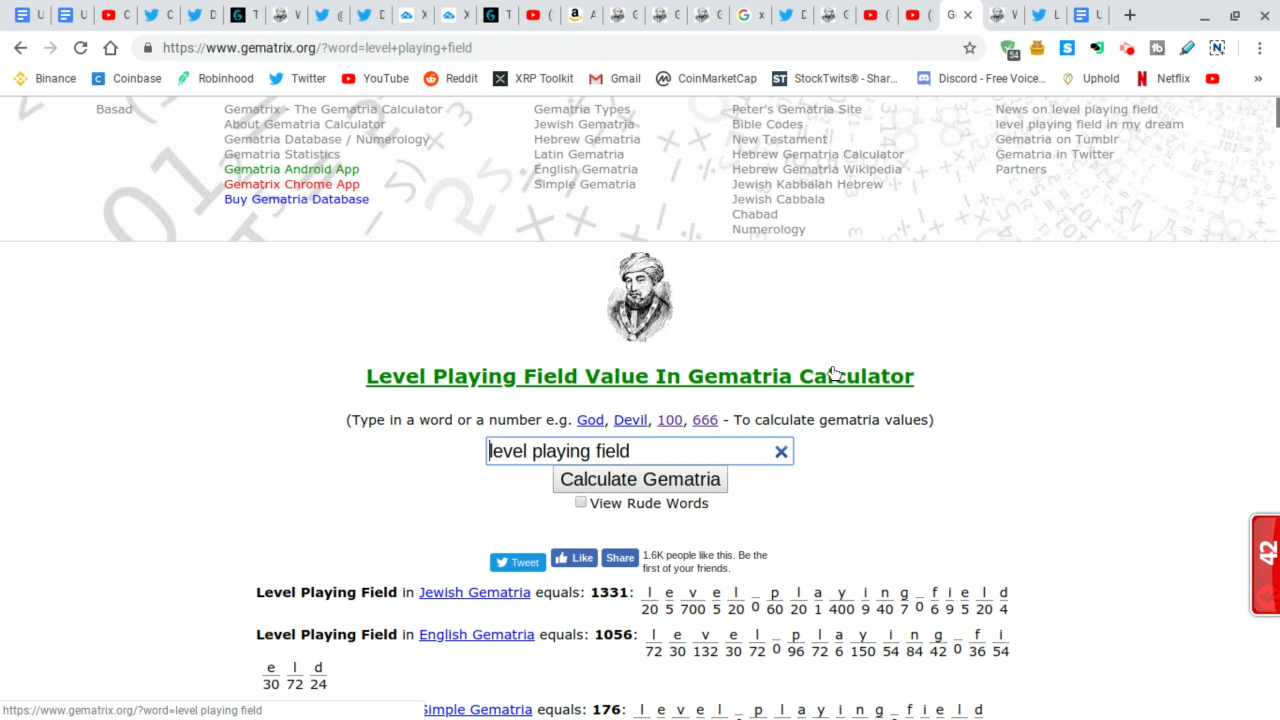 U U C C D G T W @ D X X G T ( A G G G x D G ( ( G W L U
https://www.gematrix.org/?word=level+playing+field
54
Binance Coinbase Robinhood Twitter YouTube Reddit XRP Toolkit Gmail CoinMarketCap StockTwits® - Shar... Discord - Free Voice... Uphold Netflix »
Basad Gematrix - The Gematria Calculator Gematria Types Peter's Gematria Site News on level playing field
About Gematria Calculator Jewish Gematria Bible Codes level playing field in my dream
Gematria Database / Numerology Hebrew Gematria New Testament Gematria on Tumblr
Gematria Statistics Latin Gematria Hebrew Gematria Calculator Gematria in Twitter
Gematria Android App English Gematria Hebrew Gematria Wikipedia Partners
Gematrix Chrome App Simple Gematria Jewish Kabbalah Hebrew
Buy Gematria Database Jewish Cabbala
Chabad
Numerology
Level Playing Field Value In Gematria Calculator
(Type in a word or a number e.g. God, Devil, 100, 666 - To calculate gematria values)
level playing field
Calculate Gematria
View Rude Words
42
Tweet Like Share 1.6K people like this. Be the
first of your friends.
Level Playing Field in Jewish Gematria equals: 1331: l e v e l _ p l a y i n g _ f i e l d
20 5 700 5 20 0 60 20 1 400 9 40 7 0 6 9 5 20 4
Level Playing Field in English Gematria equals: 1056: l e v e l _ p l a y i n g _ f i
72 30 132 30 72 0 96 72 6 150 54 84 42 0 36 54
e l d
30 72 24
https://www.gematrix.org/?word=level playing field
Simple Gematria equals: 176: l e v e l _ p l a y i n g _ f i e l d